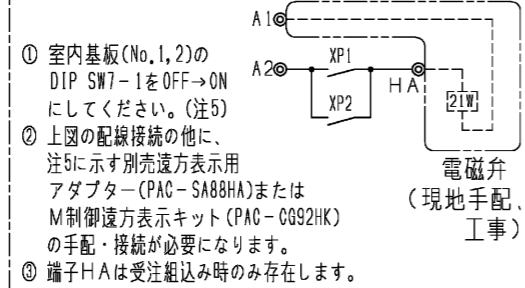 A1
① 室内基板(No.1,2)の
DIP SW7-1をOFF→ON
にしてください。(注5)
A2
XP1
HA
XP2
21W
② 上図の配線接続の他に、
注5に示す別売遠方表示用
アダプター(PAC-SA88HA)または
M制御遠方表示キット(PAC-CG92HK)
の手配・接続が必要になります。
③ 端子HAは受注組込み時のみ存在します。
電磁弁
(現地手配、
工事)